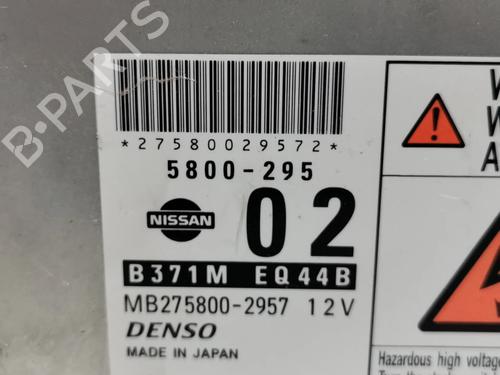 *27580029572*
5800-295
NISSAN
02
B371M EQ44B
MB275800-2957 12V
DENSO
MADE IN JAPAN
Hazardous high voltage
B-PARTS